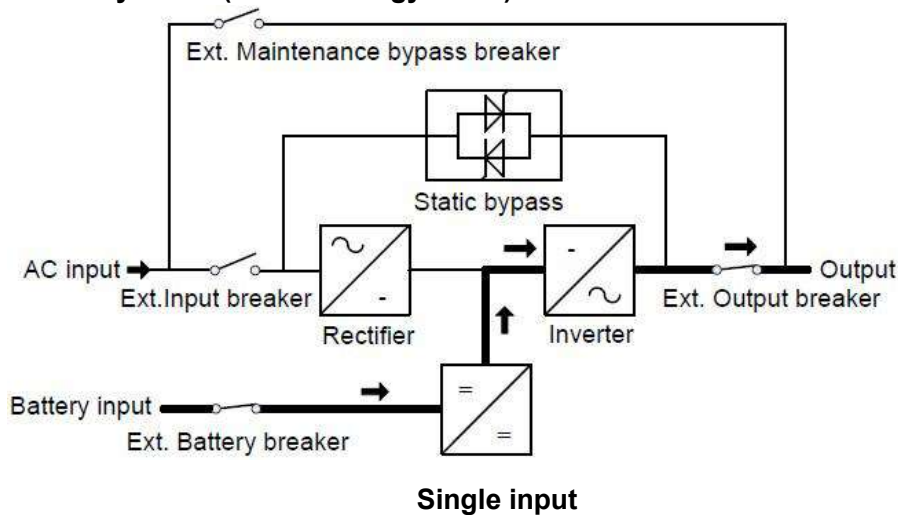 Ext. Maintenance bypass breaker
Static bypass
AC input
Output
Ext.Input breaker
Ext. Output breaker
Rectifier
Inverter
Battery input
Ext. Battery breaker
Single input